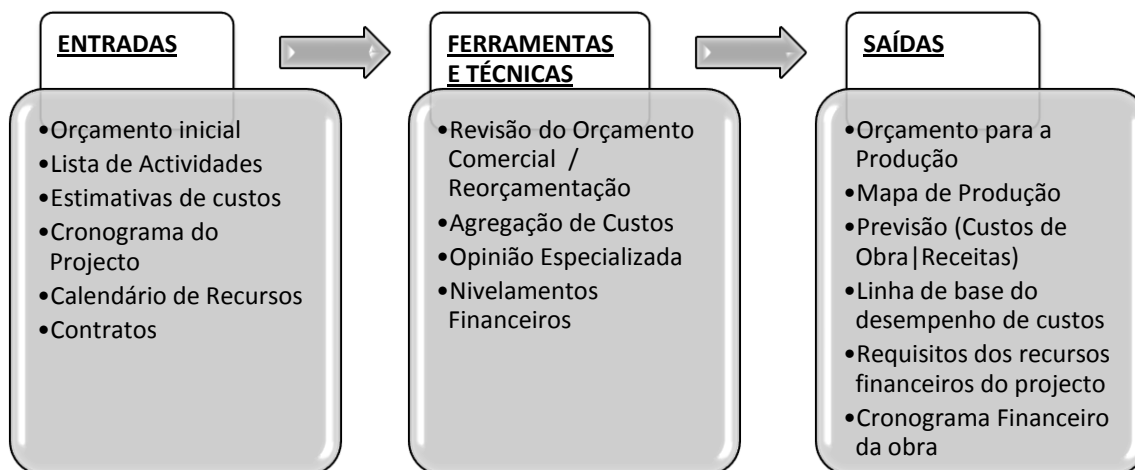 ENTRADAS
•Orçamento inicial
•Lista de Actividades
•Estimativas de custos
•Cronograma do
Projecto
•Calendário de Recursos
•Contratos
FERRAMENTAS
E TÉCNICAS
•Revisão do Orçamento
Comercial /
Reorçamentação
•Agregação de Custos
•Opinião Especializada
•Nivelamentos
Financeiros
SAÍDAS
•Orçamento para a
Produção
•Mapa de Produção
•Previsão (Custos de
Obra|Receitas)
•Linha de base do
desempenho de custos
•Requisitos dos recursos
financeiros do projecto
•Cronograma Financeiro
da obra